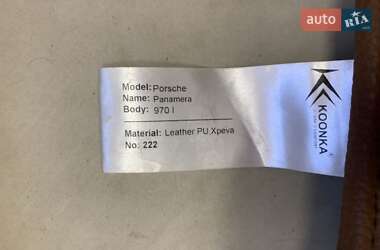 auto RIA
Model: Porsche
Name: Panamera
Body: 970 I
Material: Leather PU Xpeva
No: 222
KOONKA